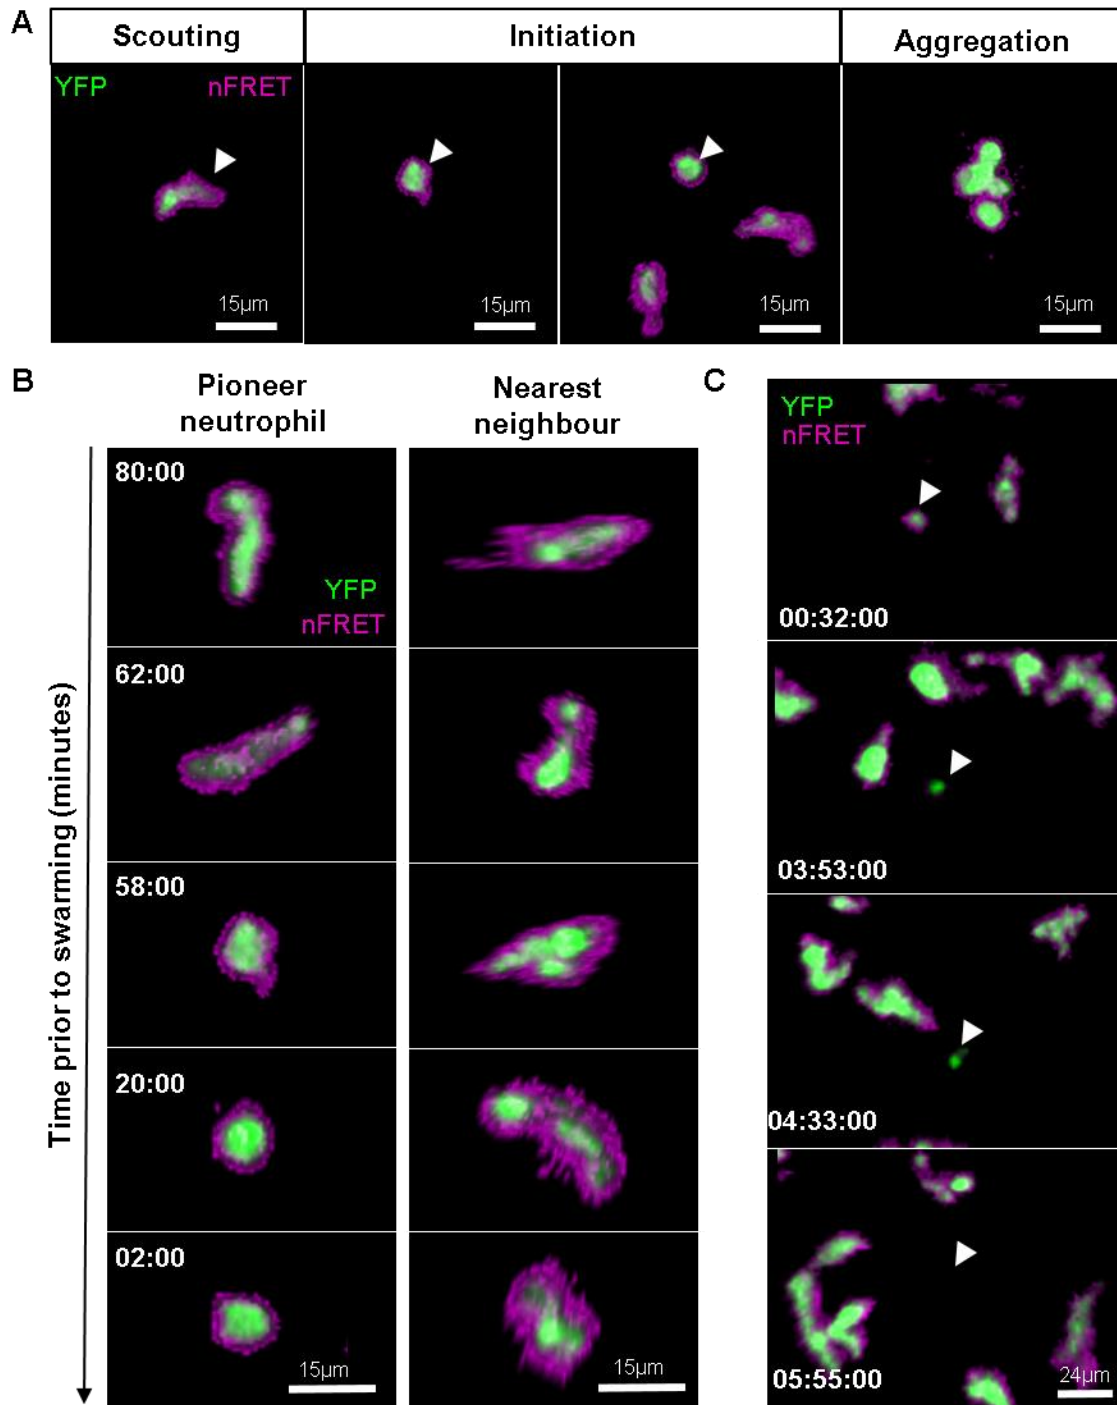 A
Scouting
Initiation
Aggregation
YFP
nFRET
15µm
15µm
15µm
15µm
B
Pioneer
neutrophil
Nearest
neighbour
Time prior to swarming (minutes)
80:00
YFP
nFRET
62:00
58:00
20:00
02:00
15µm
15µm
C
YFP
nFRET
00:32:00
03:53:00
04:33:00
05:55:00
24µm